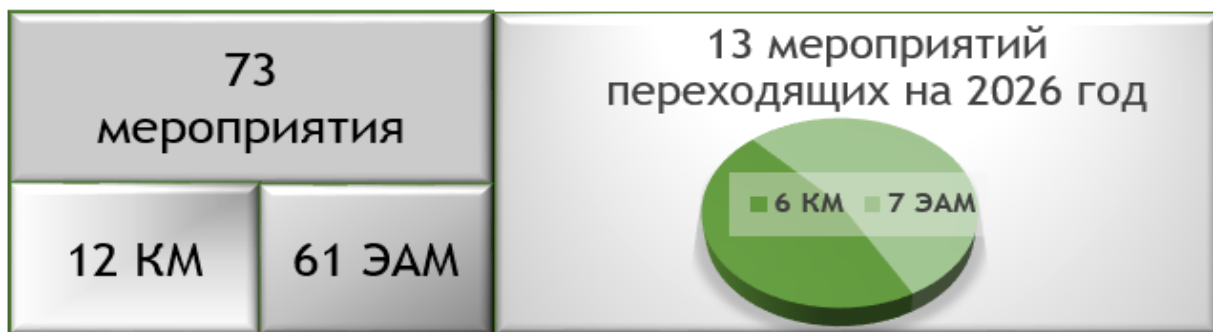 73
мероприятия
12 КМ
61 ЭАМ
13 мероприятий
переходящих на 2026 год
6 КМ 7 ЭАМ